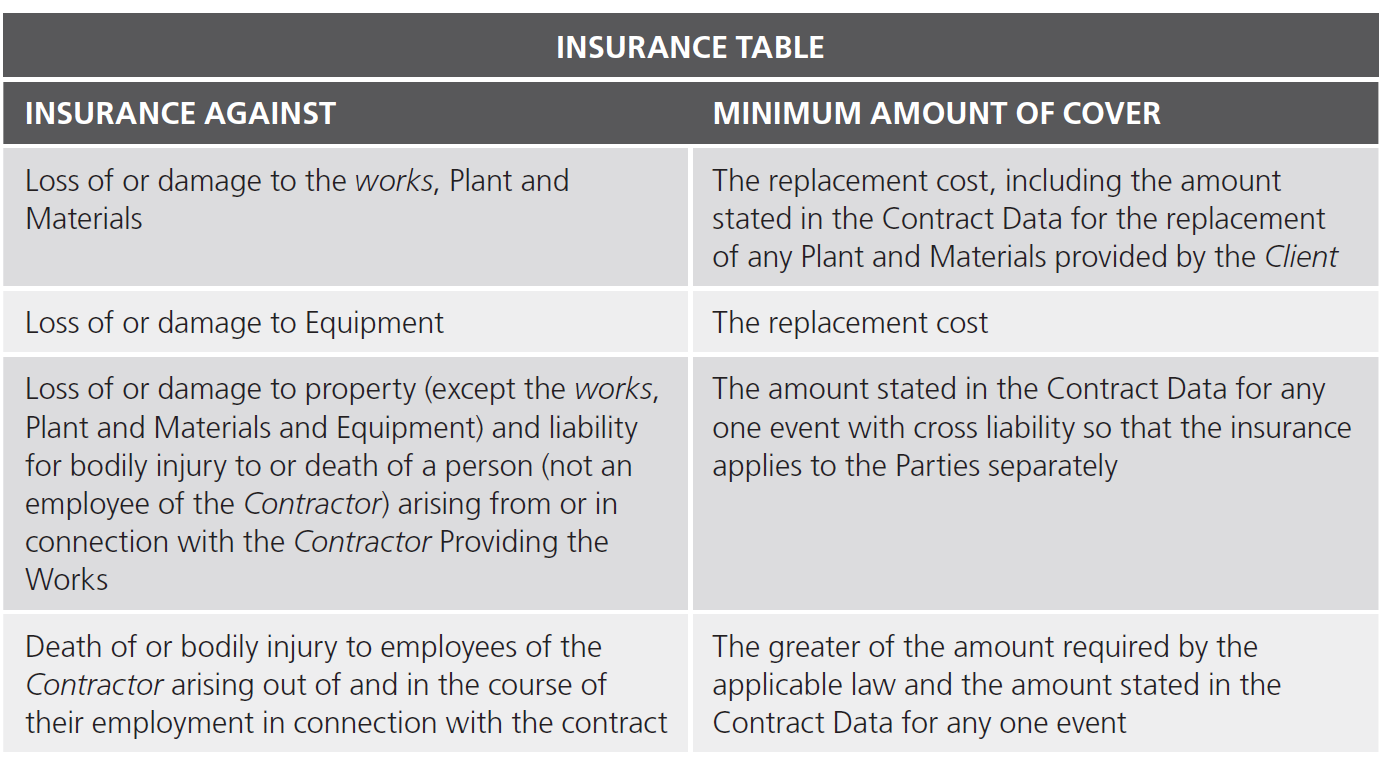 INSURANCE TABLE
INSURANCE AGAINST
MINIMUM AMOUNT OF COVER
Loss of or damage to the works, Plant and
Materials
The replacement cost, including the amount
stated in the Contract Data for the replacement
of any Plant and Materials provided by the Client
Loss of or damage to Equipment
The replacement cost
Loss of or damage to property (except the works,
Plant and Materials and Equipment) and liability
for bodily injury to or death of a person (not an
employee of the Contractor) arising from or in
connection with the Contractor Providing the
Works
The amount stated in the Contract Data for any
one event with cross liability so that the insurance
applies to the Parties separately
Death of or bodily injury to employees of the
Contractor arising out of and in the course of
their employment in connection with the contract
The greater of the amount required by the
applicable law and the amount stated in the
Contract Data for any one event